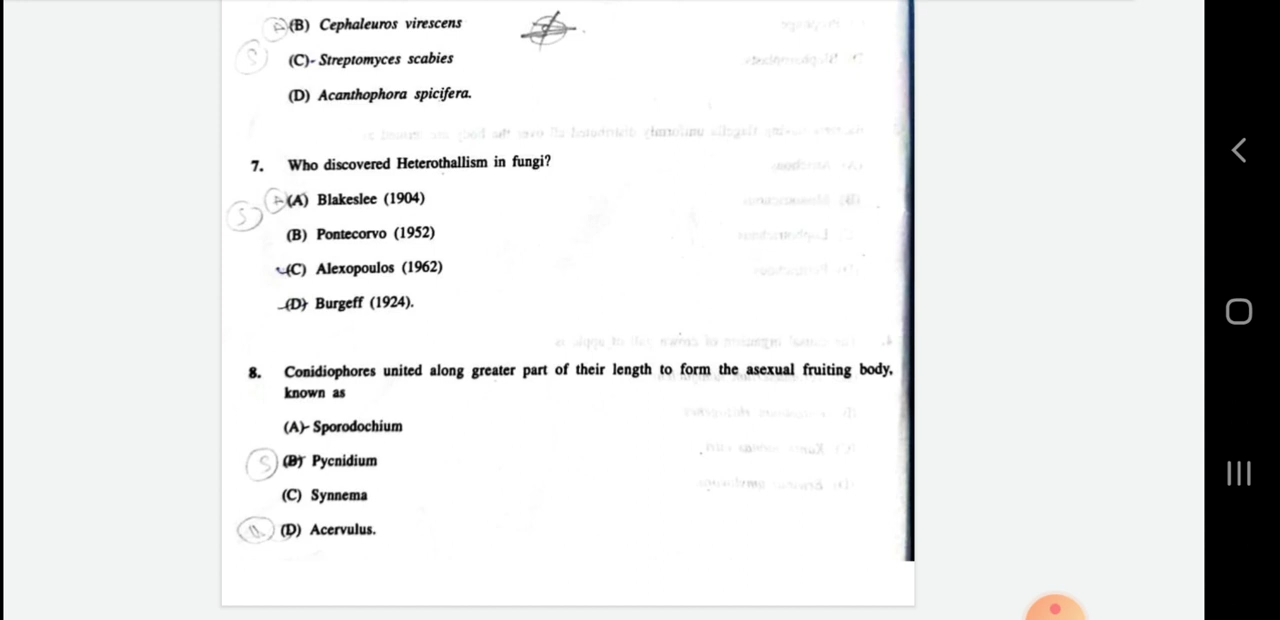 (B) Cephaleuros virescens
(C)- Streptomyces scabies
(D) Acanthophora spicifera.
7. Who discovered Heterothallism in fungi?
(A) Blakeslee (1904)
(B) Pontecorvo (1952)
(C) Alexopoulos (1962)
(D) Burgeff (1924).
8. Conidiophores united along greater part of their length to form the asexual fruiting body,
known as
(A) Sporodochium
(B) Pycnidium
(C) Synnema
(D) Acervulus.